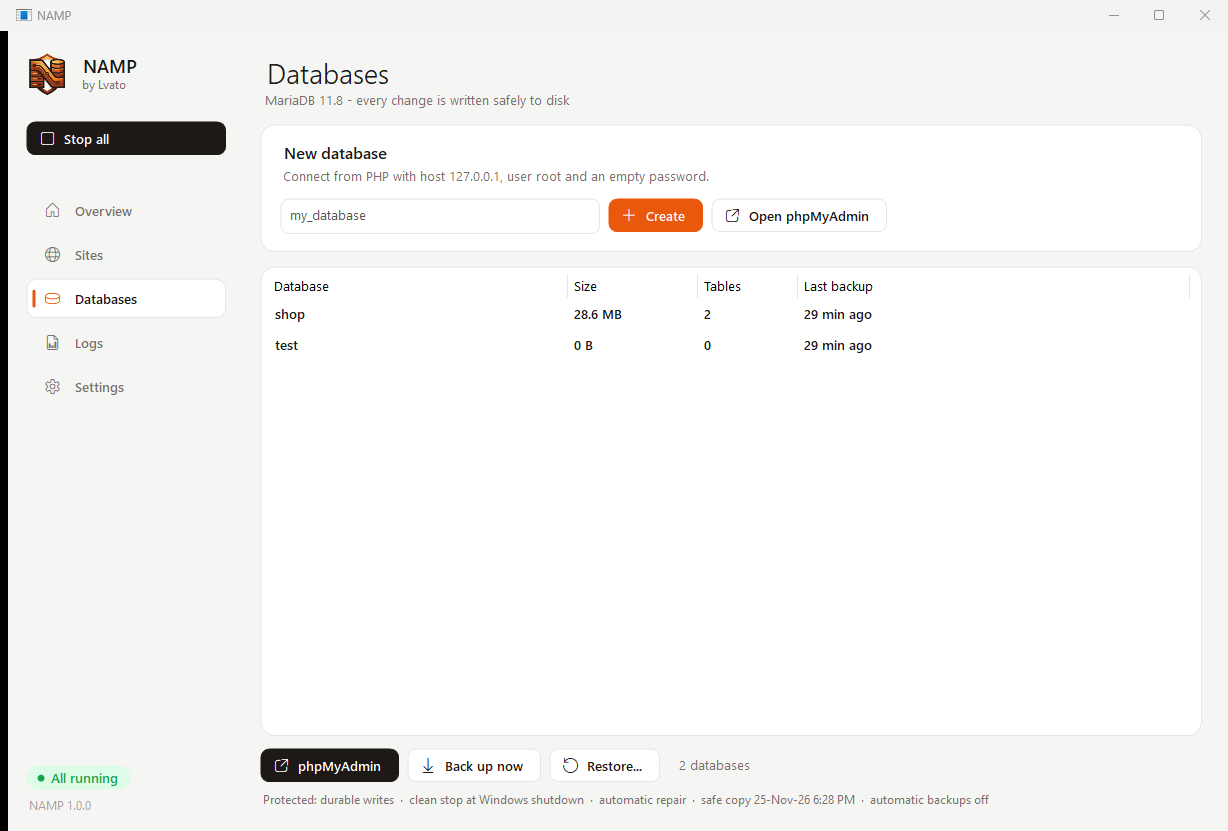 NAMP
NAMP
by Lvato
Stop all
Overview
Sites
Databases
Logs
Settings
All running
NAMP 1.0.0
Databases
MariaDB 11.8 - every change is written safely to disk
New database
Connect from PHP with host 127.0.0.1, user root and an empty password.
my_database
Create
Open phpMyAdmin
Database Size Tables Last backup
shop 28.6 MB 2 29 min ago
test 0 B 0 29 min ago
phpMyAdmin
Back up now
Restore...
2 databases
Protected: durable writes · clean stop at Windows shutdown · automatic repair · safe copy 25-Nov-26 6:28 PM · automatic backups off